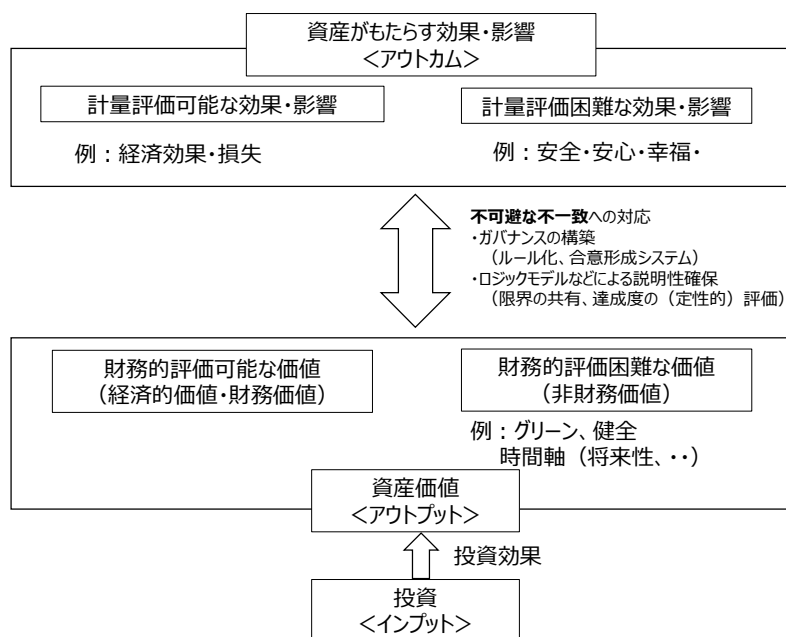 資産がもたらす効果・影響
＜アウトカム＞
計量評価可能な効果・影響
計量評価困難な効果・影響
例：経済効果・損失
例：安全・安心・幸福・
不可避な不一致への対応
・ガバナンスの構築
（ルール化、合意形成システム）
・ロジックモデルなどによる説明性確保
（限界の共有、達成度の（定性的）評価）
財務的評価可能な価値
（経済的価値・財務価値）
財務的評価困難な価値
（非財務価値）
例：グリーン、健全
時間軸（将来性、・・）
資産価値
＜アウトプット＞
投資効果
投資
＜インプット＞